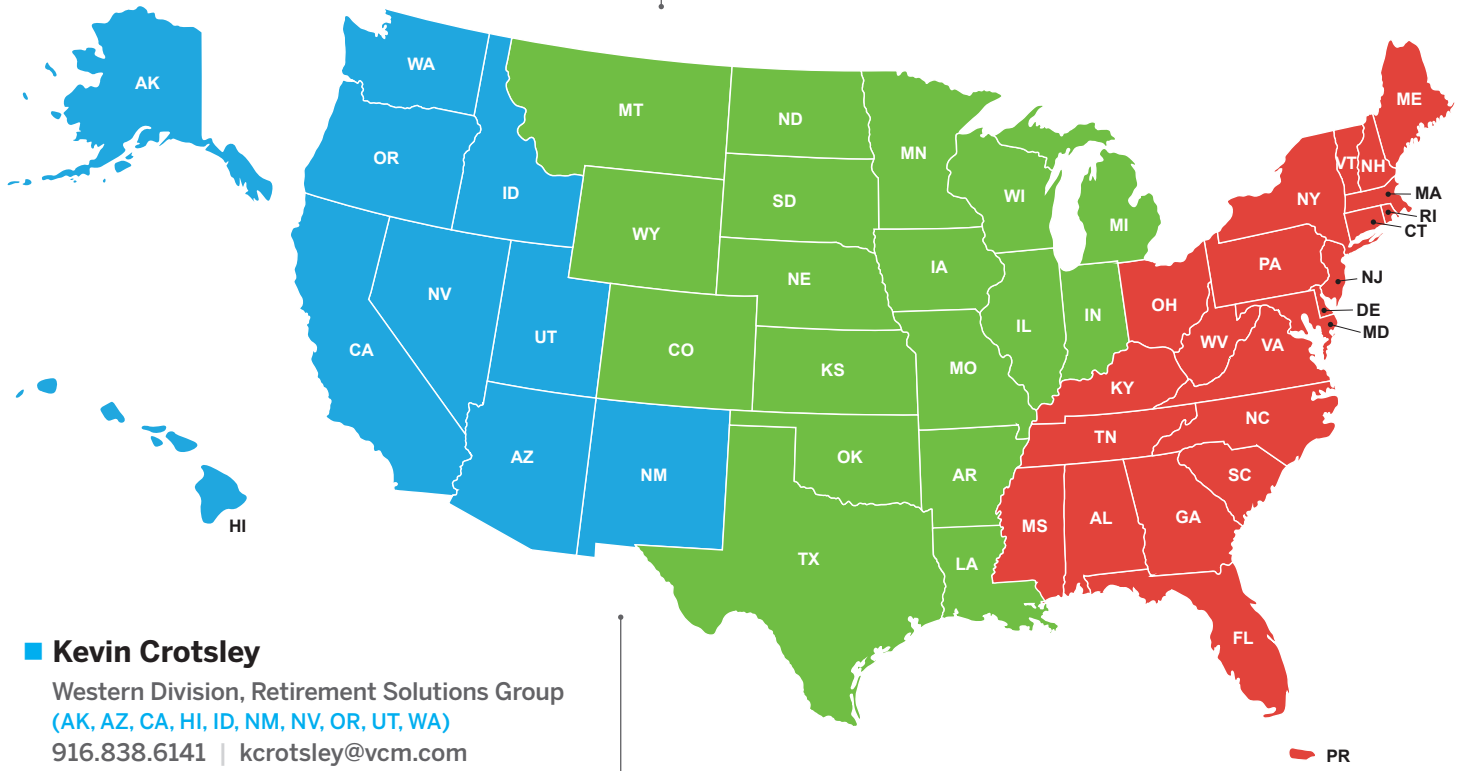 AK
WA
OR
ID
MT
WY
ND
SD
NE
MN
IA
WI
MI
ME
VT
NH
NY
MA
RI
CT
PA
NJ
DE
MD
OH
IN
IL
WV
VA
KY
NV
UT
CA
CO
KS
MO
TN
NC
SC
AZ
NM
OK
AR
MS
AL
GA
HI
TX
LA
FL
Kevin Crotsley
Western Division, Retirement Solutions Group
(AK, AZ, CA, HI, ID, NM, NV, OR, UT, WA)
916.838.6141 | kcrotsley@vcm.com
PR